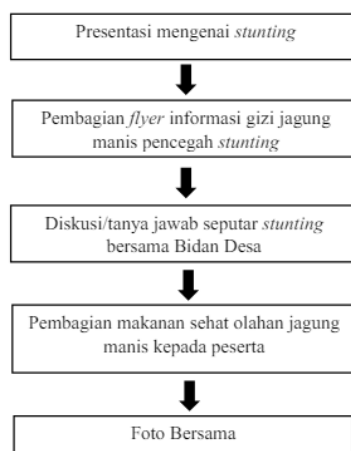 Presentasi mengenai stunting
Pembagian flyer informasi gizi jagung
manis pencegah stunting
Diskusi/tanya jawab seputar stunting
bersama Bidan Desa
Pembagian makanan sehat olahan jagung
manis kepada peserta
Foto Bersama